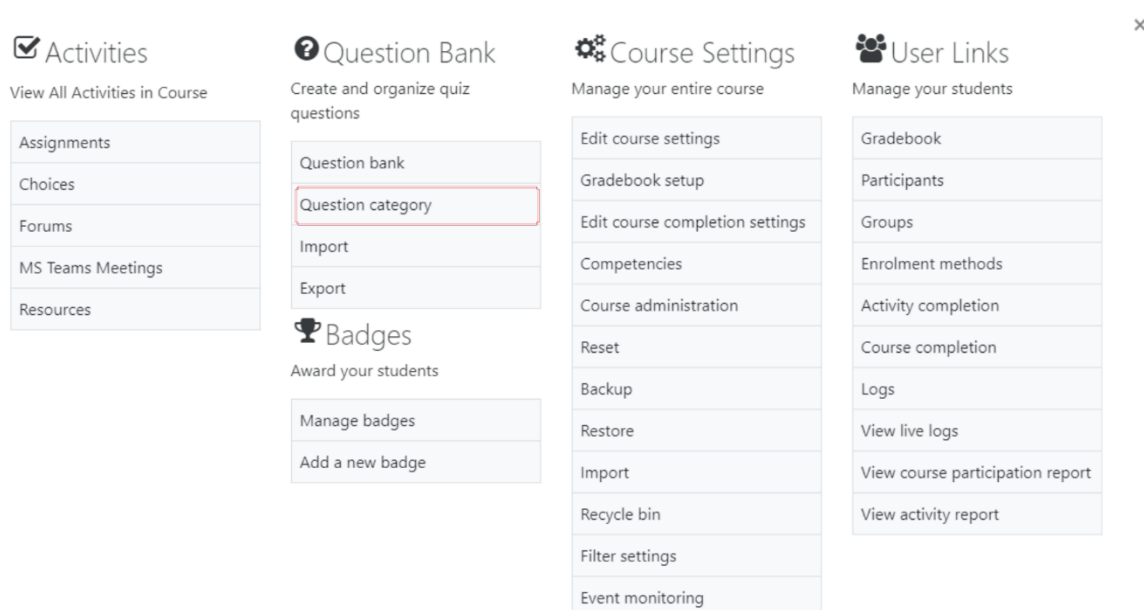 Activities
View All Activities in Course
Assignments
Choices
Forums
MS Teams Meetings
Resources
Question Bank
Create and organize quiz
questions
Question bank
Question category
Import
Export
Badges
Award your students
Manage badges
Add a new badge
Course Settings
Manage your entire course
Edit course settings
Gradebook setup
Edit course completion settings
Competencies
Course administration
Reset
Backup
Restore
Import
Recycle bin
Filter settings
Event monitoring
User Links
Manage your students
Gradebook
Participants
Groups
Enrolment methods
Activity completion
Course completion
Logs
View live logs
View course participation report
View activity report